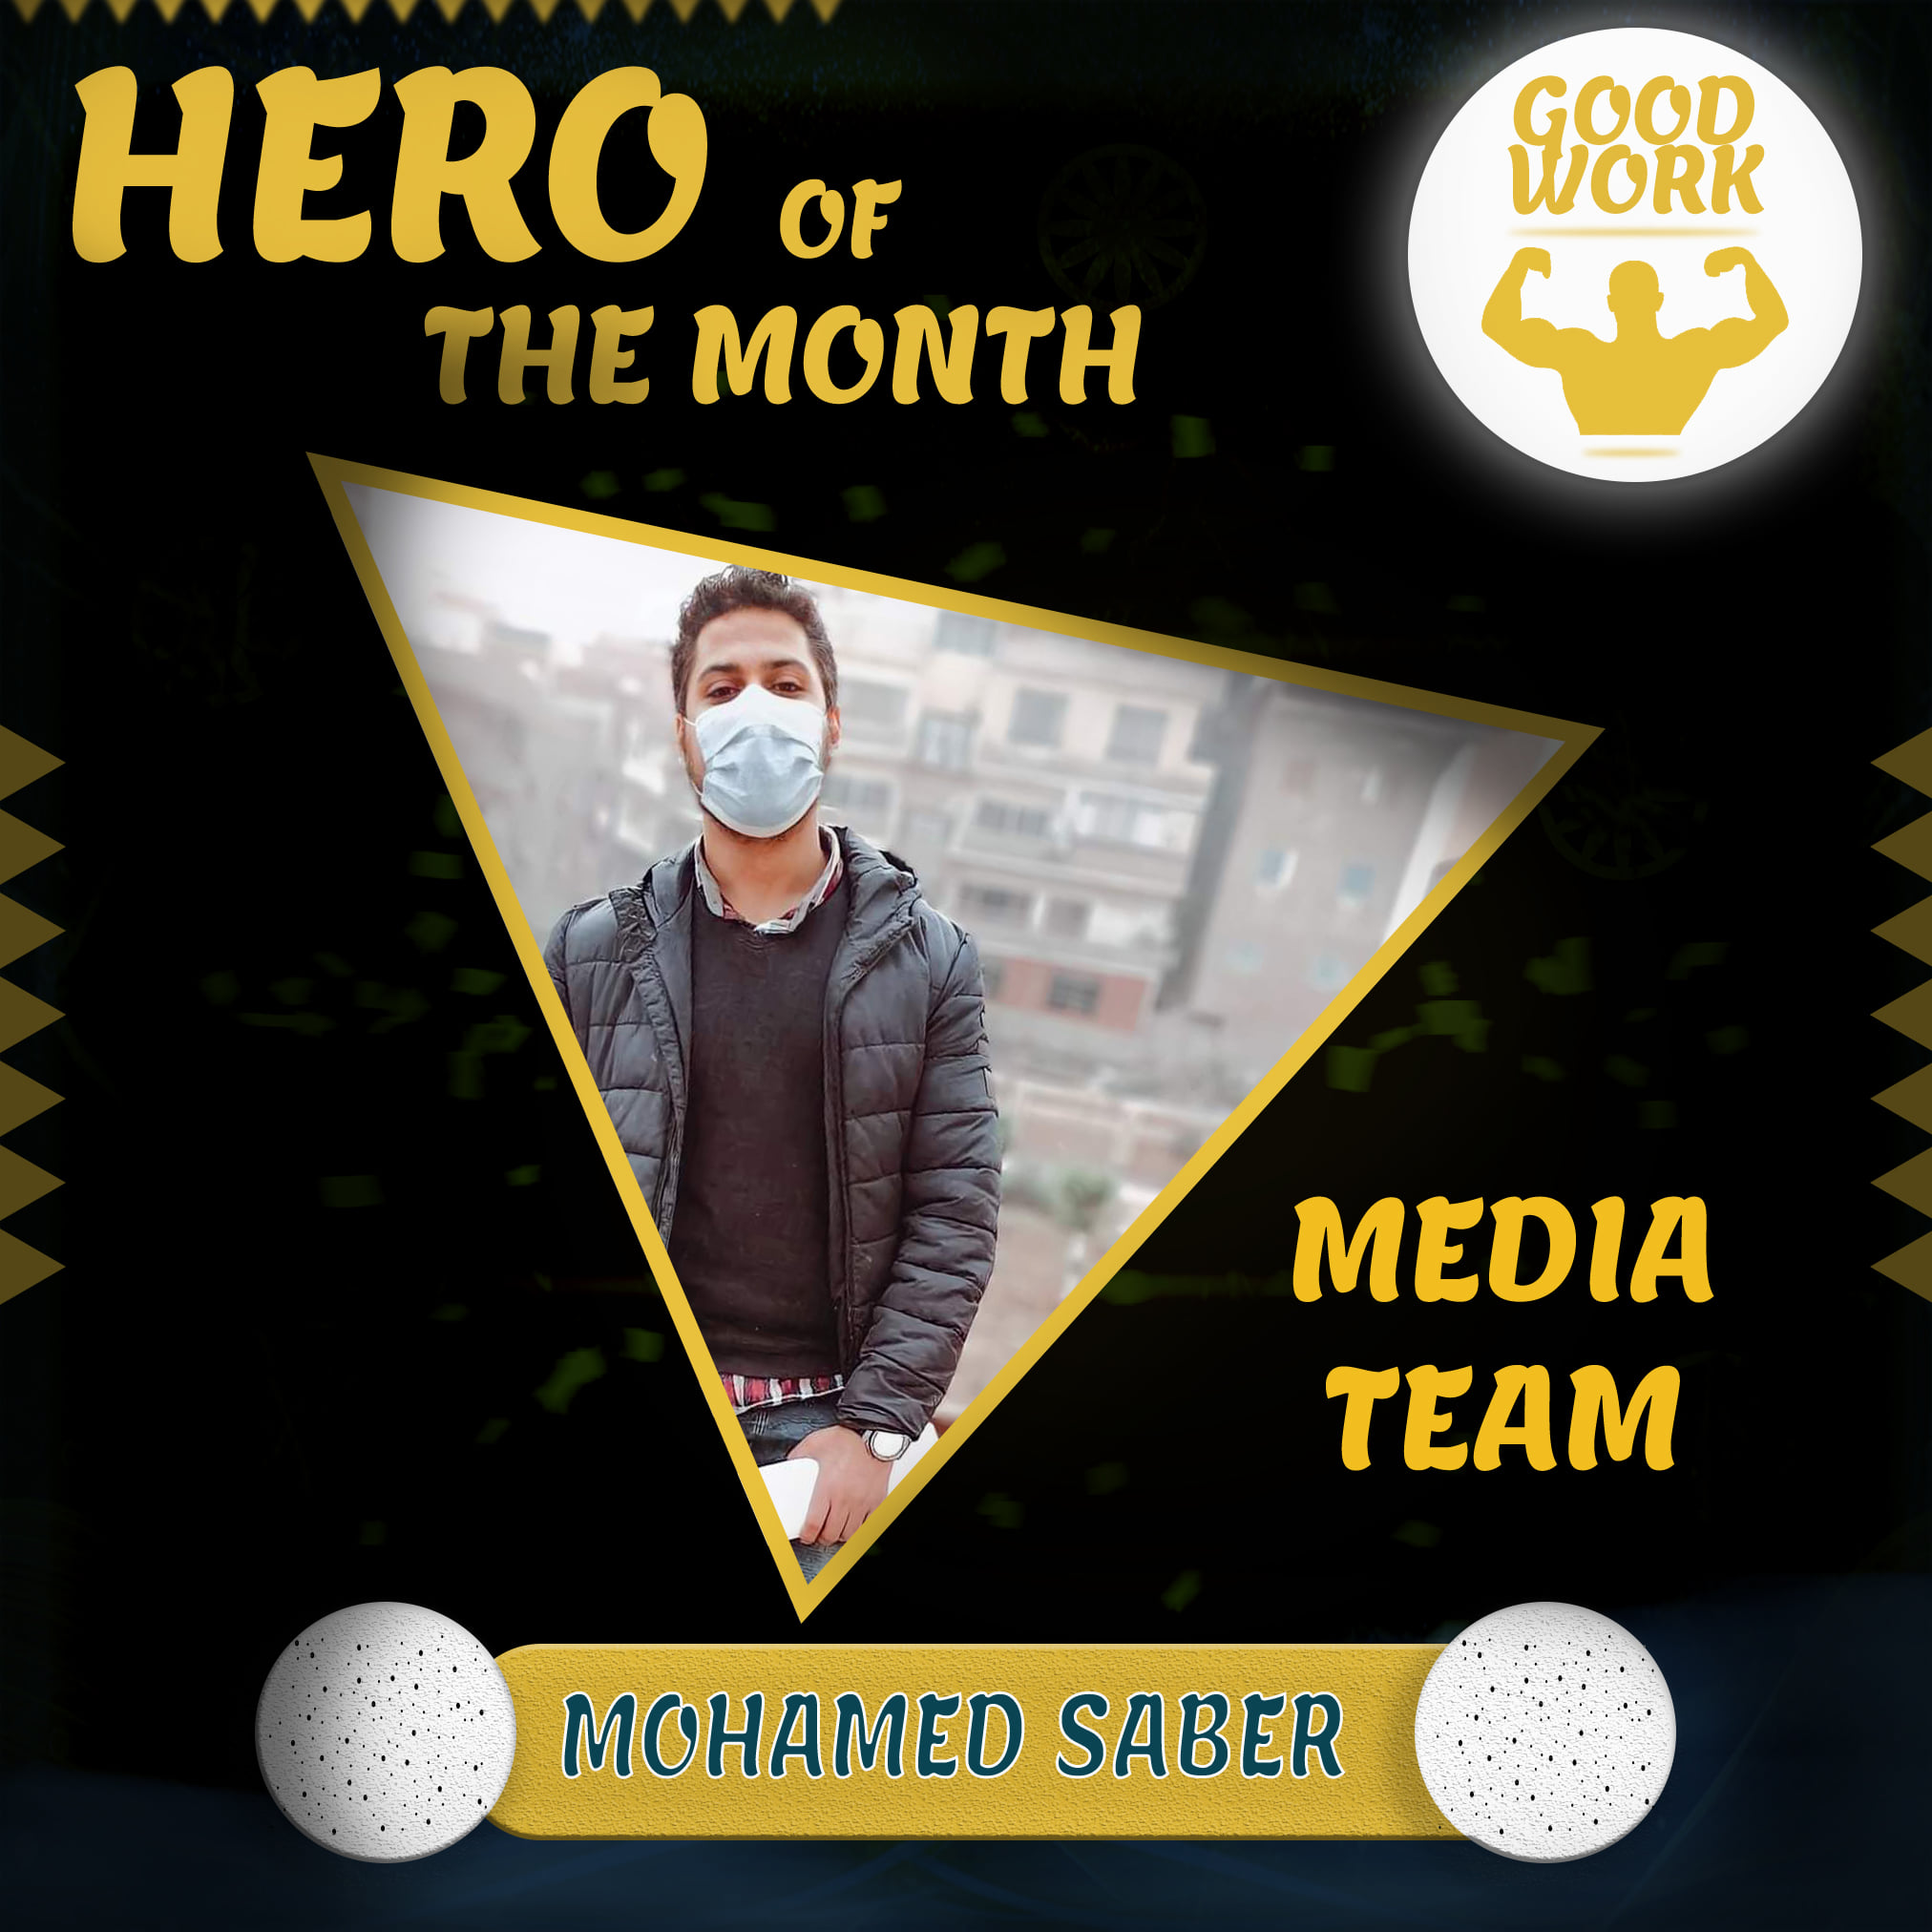 HERO OF
THE MONTH
GOOD
WORK
MEDIA
TEAM
MOHAMED SABER